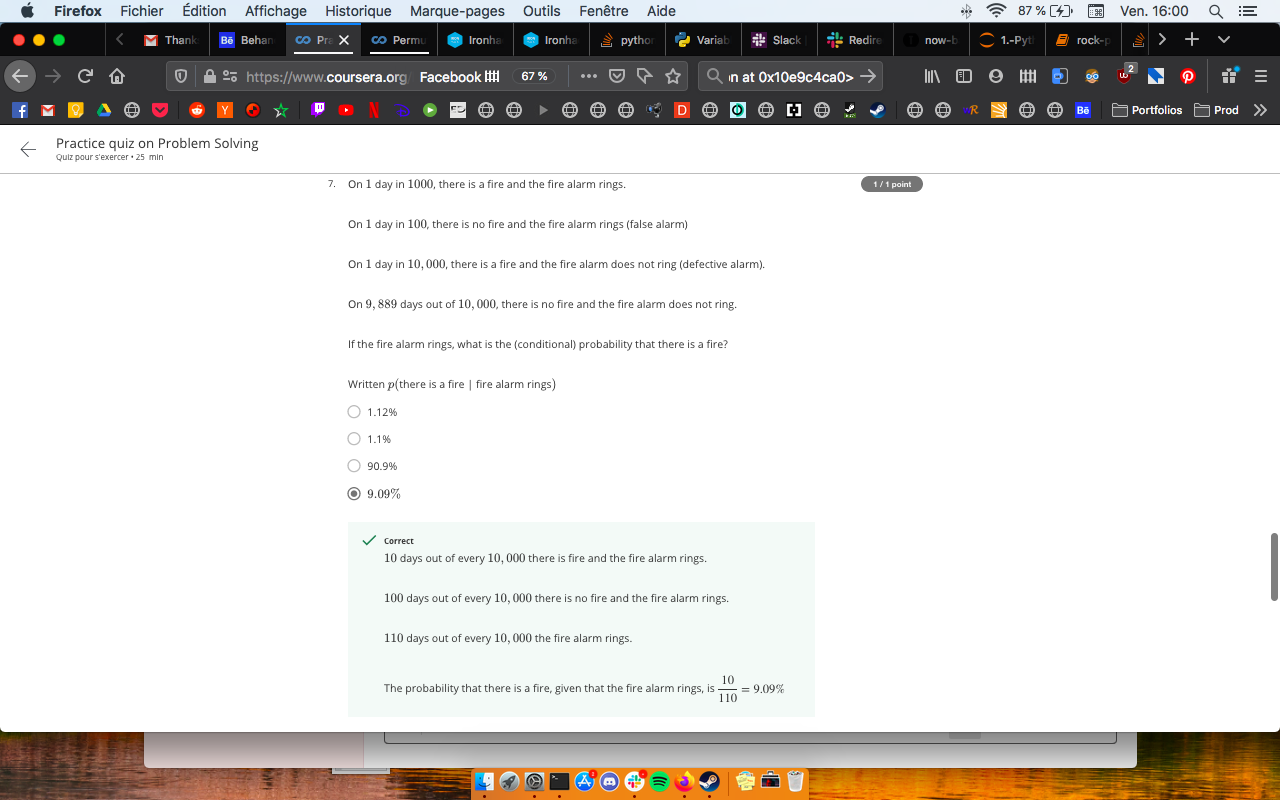 Firefox Fichier Édition Affichage Historique Marque-pages Outils Fenêtre Aide 87 % Ven. 16:00
Thank Bē Behan Pra Permu Ironha Ironha pythor Variab Slack Redire now-b 1.-Pyt rock-p
https://www.coursera.org Facebook 67 % n at 0x10e9c4ca0> 2
Portfolios Prod
Practice quiz on Problem Solving
Quiz pour s'exercer • 25 min
7. On 1 day in 1000, there is a fire and the fire alarm rings. 1 / 1 point
On 1 day in 100, there is no fire and the fire alarm rings (false alarm)
On 1 day in 10,000, there is a fire and the fire alarm does not ring (defective alarm).
On 9,889 days out of 10,000, there is no fire and the fire alarm does not ring.
If the fire alarm rings, what is the (conditional) probability that there is a fire?
Written p(there is a fire | fire alarm rings)
1.12%
1.1%
90.9%
9.09%
Correct
10 days out of every 10,000 there is fire and the fire alarm rings.
100 days out of every 10,000 there is no fire and the fire alarm rings.
110 days out of every 10,000 the fire alarm rings.
The probability that there is a fire, given that the fire alarm rings, is 10/110 = 9.09%